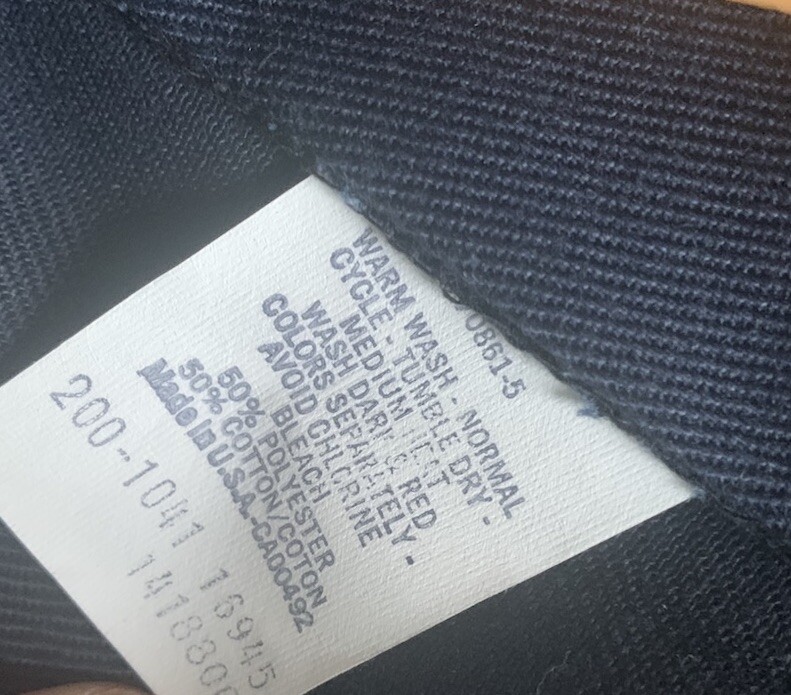 0861-5
WARM WASH - NORMAL
CYCLE - TUMBLE DRY -
MEDIUM HEAT
WASH DARK & RED
COLORS SEPARATELY -
AVOID CHLORINE
BLEACH
50% POLYESTER
50% COTTON/COTON
Made in U.S.A.-CA00492
200--1041 16945
141880